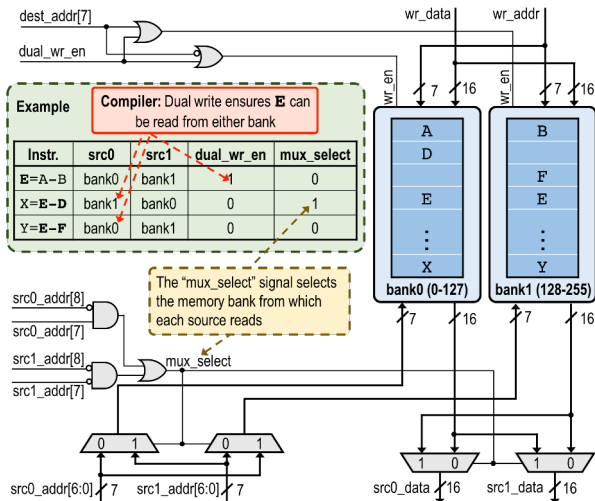 dest_addr[7]
dual_wr_en
wr_data
wr_addr
wr_en
wr_en
7
16
7
16
Example
Compiler: Dual write ensures E can
be read from either bank
Instr. src0 src1 dual_wr_en mux_select
E=A-B bank0 bank1 1 0
X=E-D bank1 bank0 0 1
Y=E-F bank0 bank1 0 0
A
D
E
X
bank0 (0-127)
B
F
E
Y
bank1 (128-255)
The “mux_select” signal selects
the memory bank from which
each source reads
7
16
7
16
src0_addr[8]
src0_addr[7]
src1_addr[8]
src1_addr[7]
mux_select
0 1
0 1
1 0
1 0
src0_addr[6:0] 7
src1_addr[6:0] 7
src0_data 16
src1_data 16